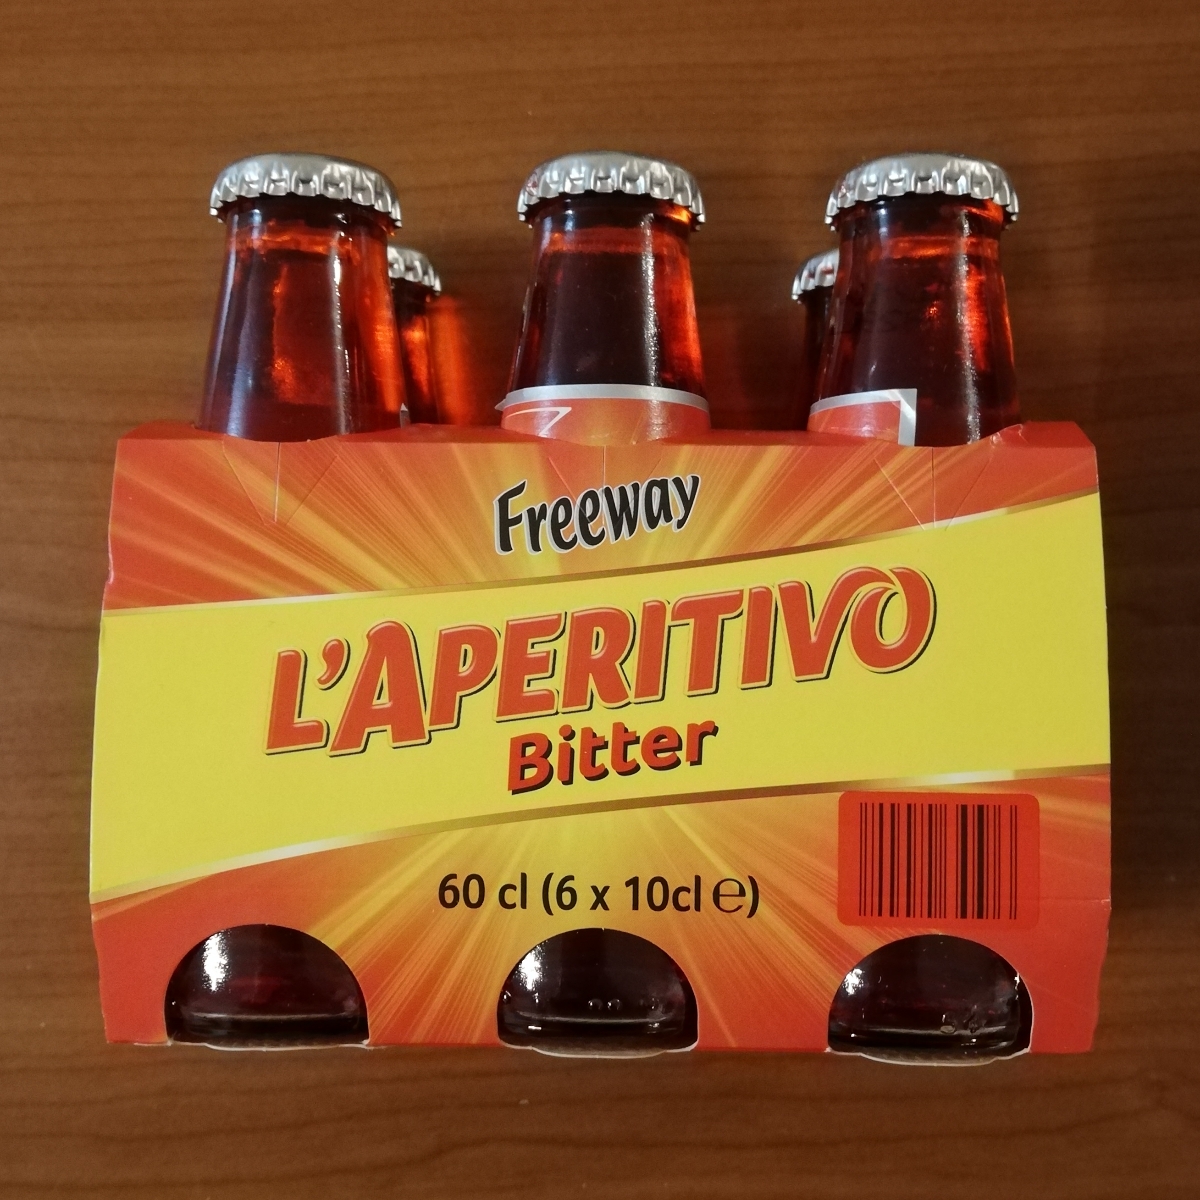 Freeway
L'APERITIVO
Bitter
60 cl (6 x 10cl ℮)